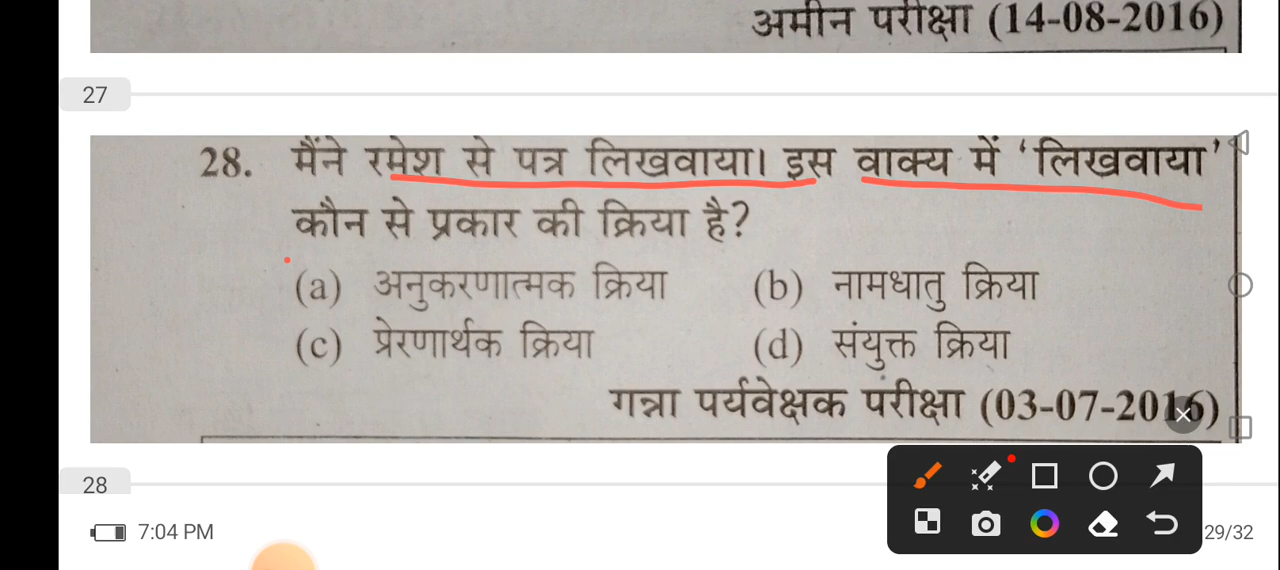 अमीन परीक्षा (14-08-2016)
27
28. मैंने रमेश से पत्र लिखवाया। इस वाक्य में ‘लिखवाया’
कौन से प्रकार की क्रिया है?
(a) अनुकरणात्मक क्रिया (b) नामधातु क्रिया
(c) प्रेरणार्थक क्रिया (d) संयुक्त क्रिया
गन्ना पर्यवेक्षक परीक्षा (03-07-2016)
28
7:04 PM 29/32